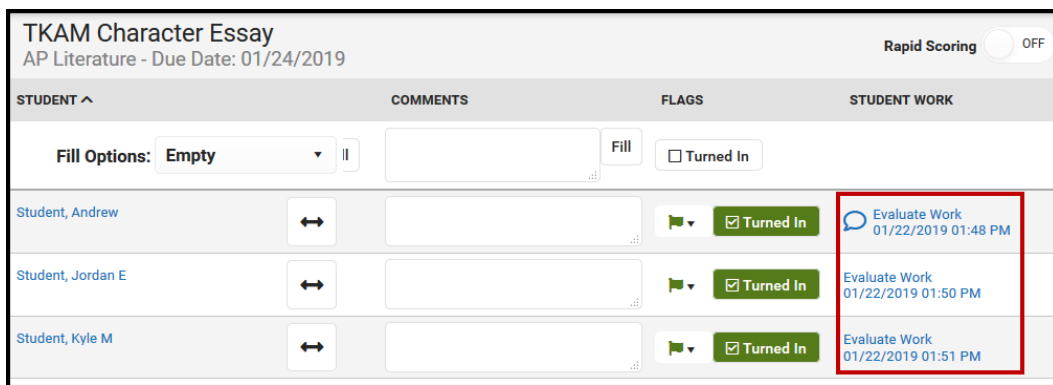 TKAM Character Essay
AP Literature - Due Date: 01/24/2019
Rapid Scoring OFF
STUDENT COMMENTS FLAGS STUDENT WORK
Fill Options: Empty Fill Turned In
Student, Andrew Turned In Evaluate Work
01/22/2019 01:48 PM
Student, Jordan E Turned In Evaluate Work
01/22/2019 01:50 PM
Student, Kyle M Turned In Evaluate Work
01/22/2019 01:51 PM